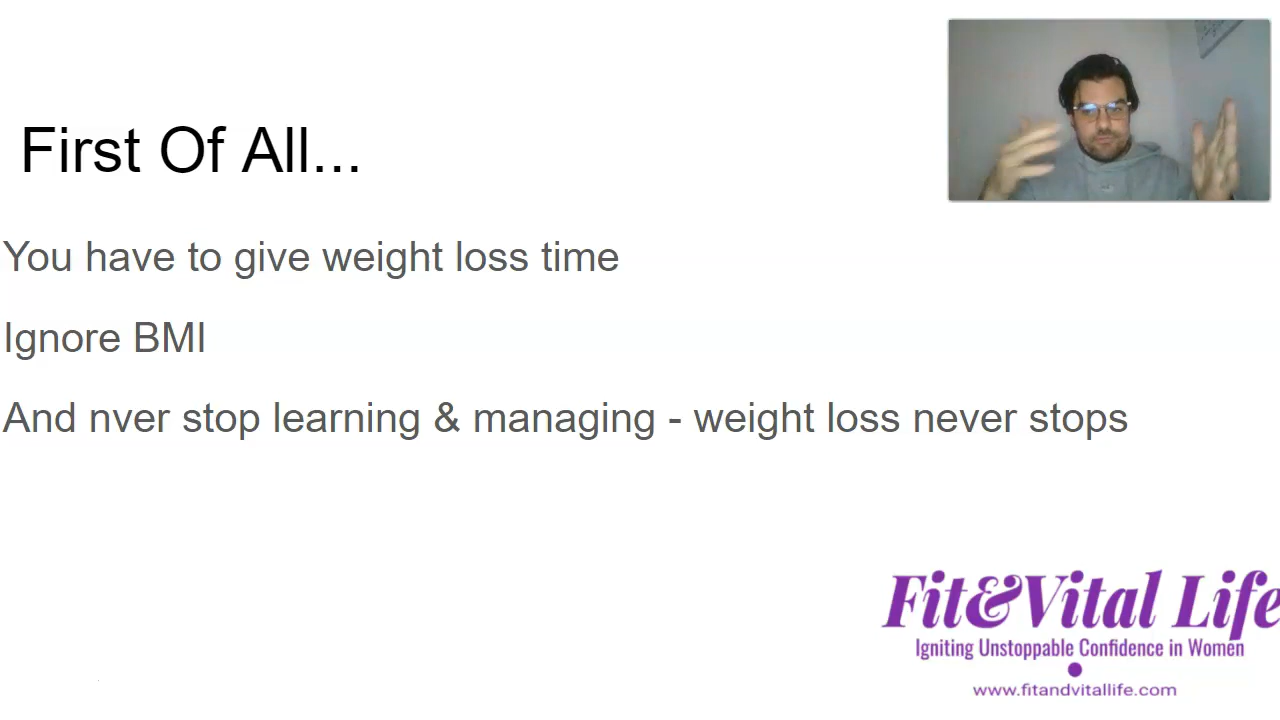 First Of All...
You have to give weight loss time
Ignore BMI
And nver stop learning & managing - weight loss never stops
Fit&Vital Life
Igniting Unstoppable Confidence in Women
www.fitandvitallife.com